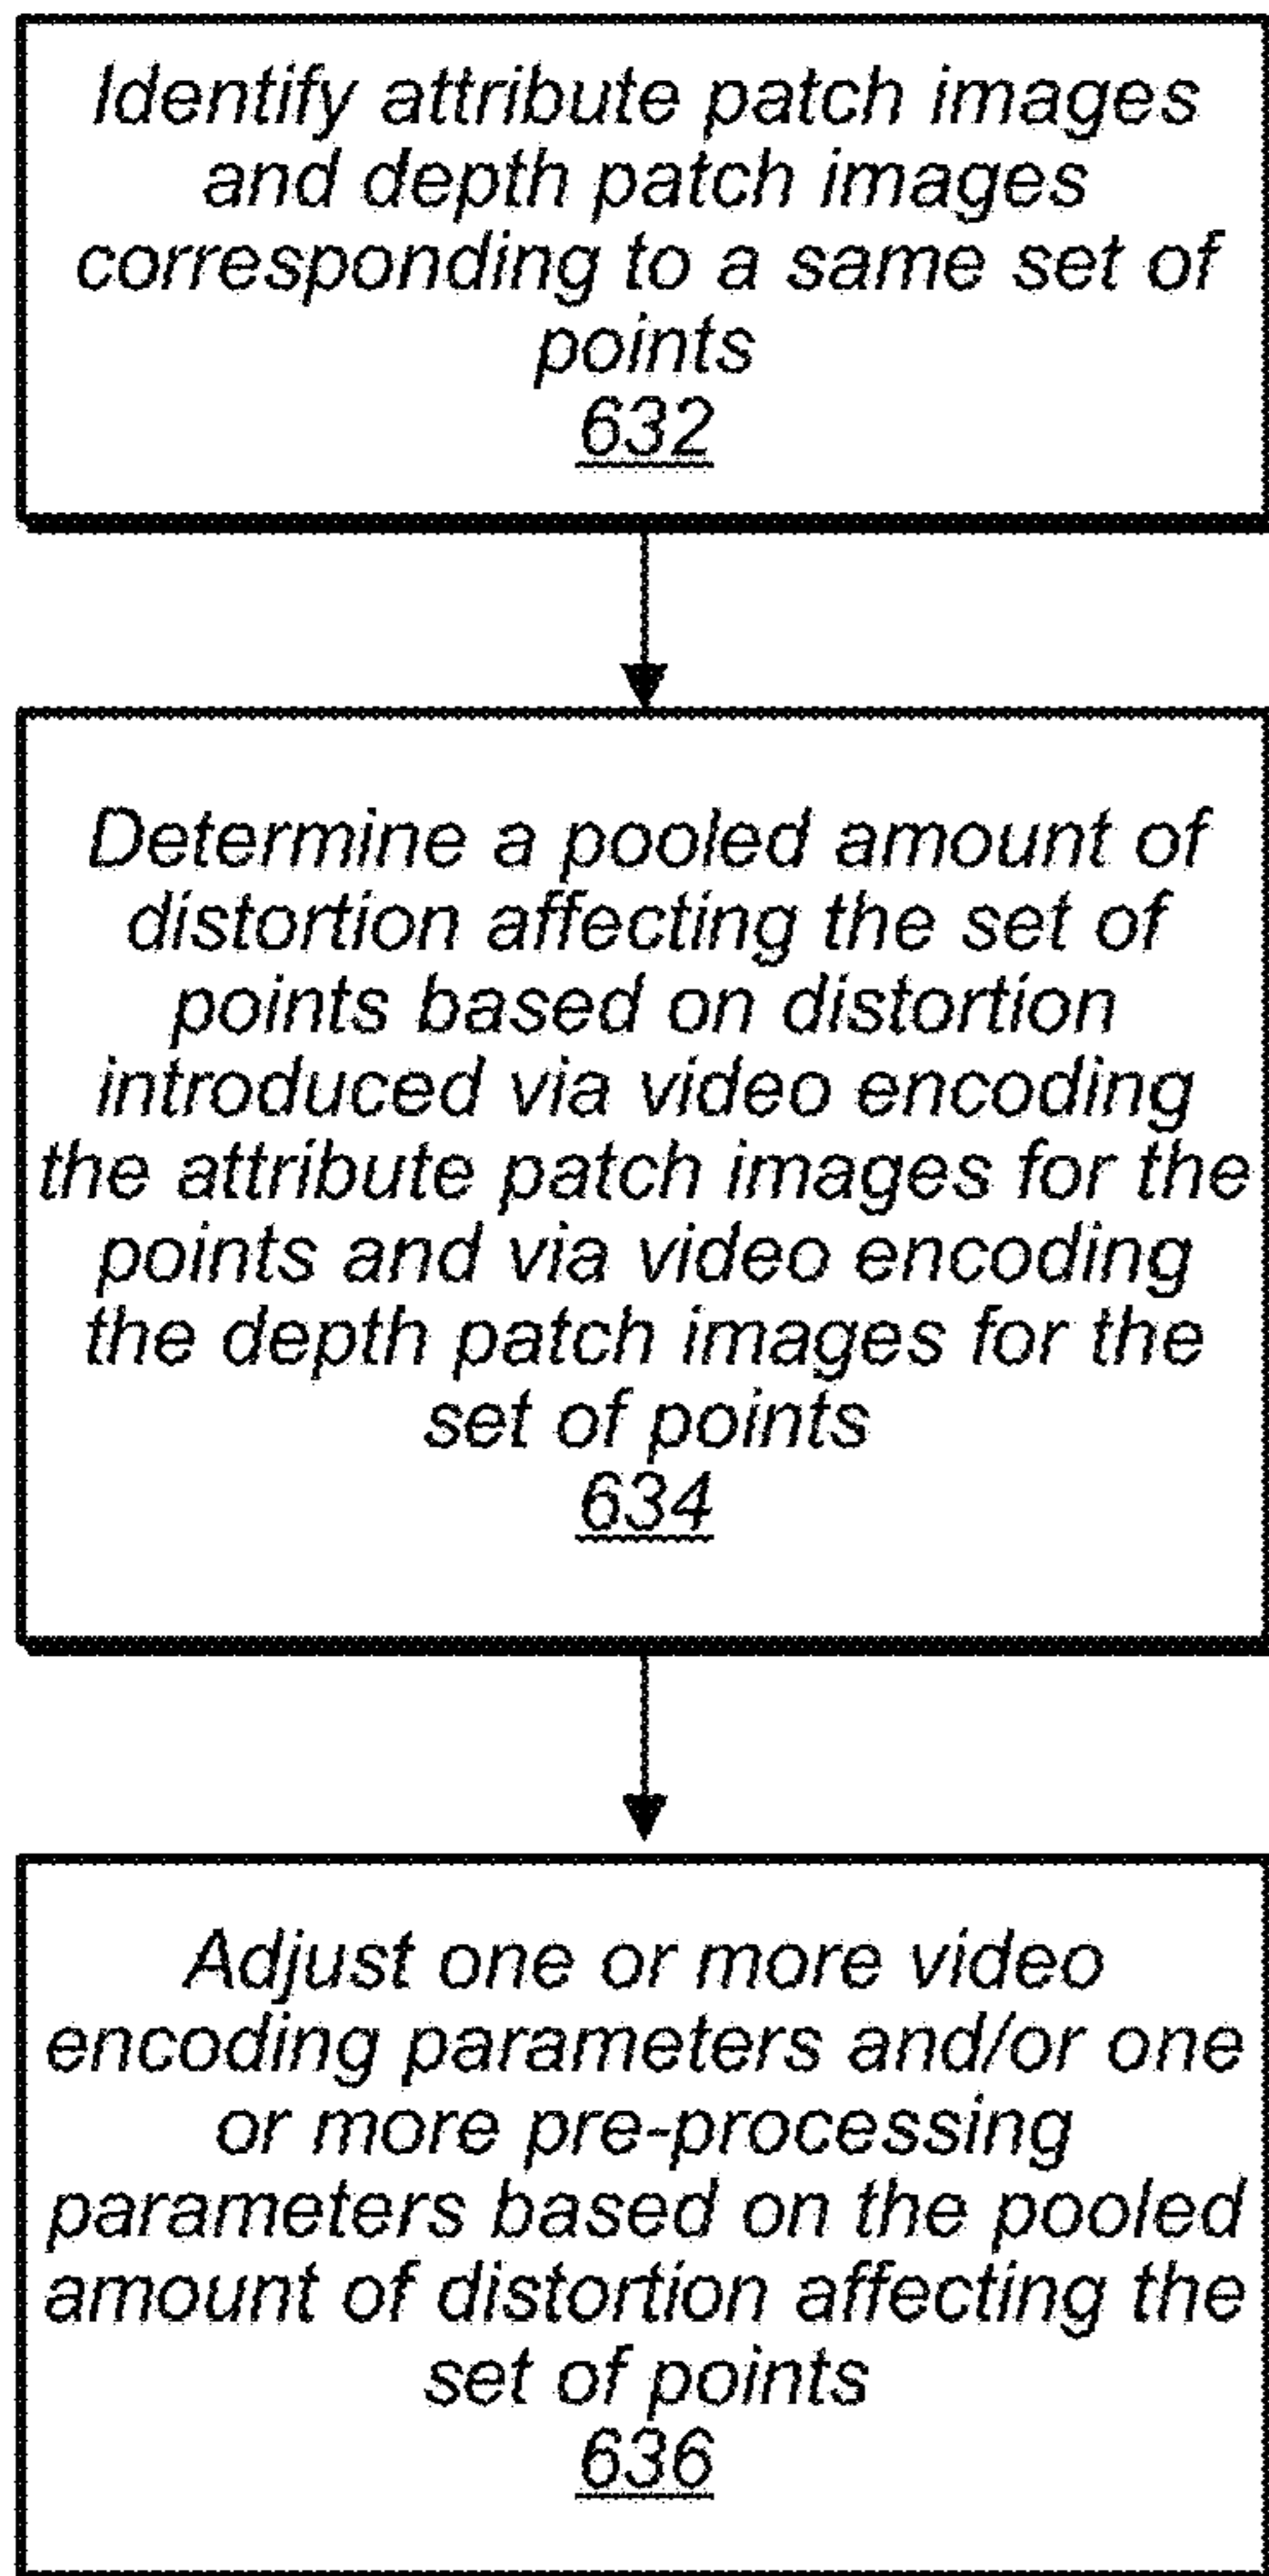 Identify attribute patch images
and depth patch images
corresponding to a same set of
points
632
Determine a pooled amount of
distortion affecting the set of
points based on distortion
introduced via video encoding
the attribute patch images for the
points and via video encoding
the depth patch images for the
set of points
634
Adjust one or more video
encoding parameters and/or one
or more pre-processing
parameters based on the pooled
amount of distortion affecting the
set of points
636